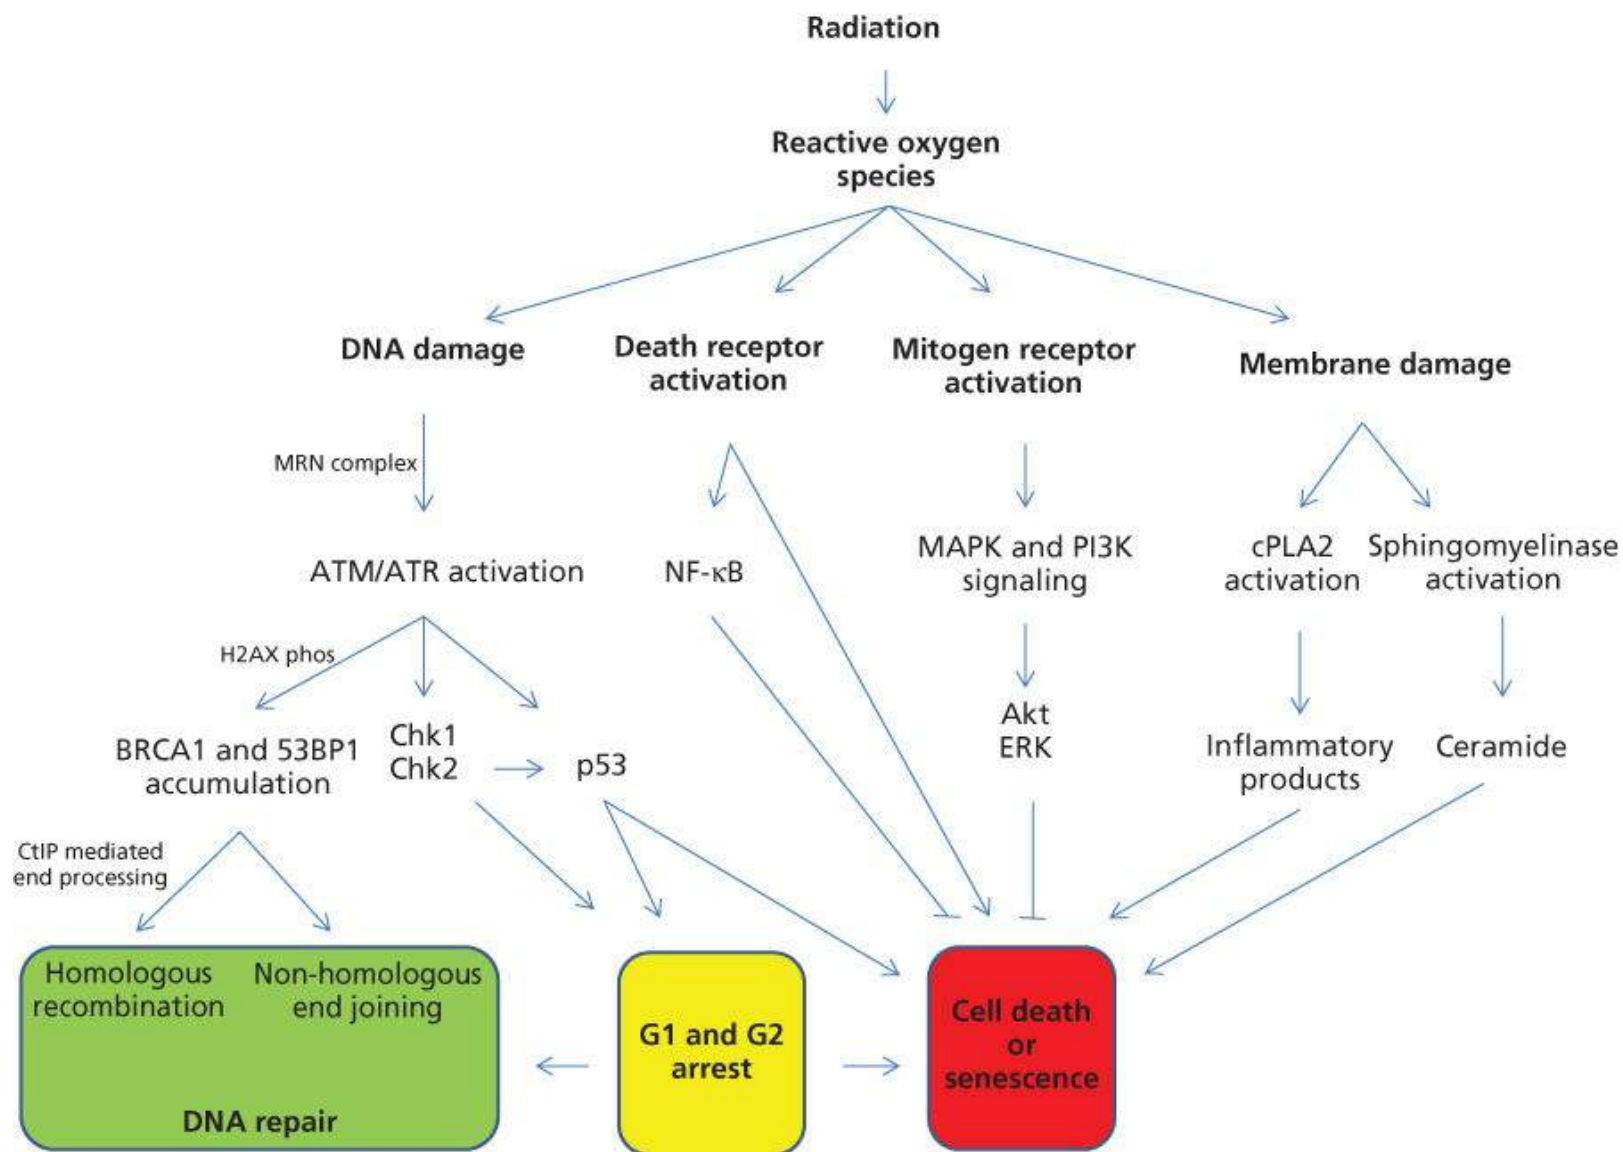 Radiation
Reactive oxygen
species
DNA damage
Death receptor
activation
Mitogen receptor
activation
Membrane damage
MRN complex
ATM/ATR activation
NF-κB
MAPK and PI3K
signaling
cPLA2
activation
Sphingomyelinase
activation
H2AX phos
BRCA1 and 53BP1
accumulation
Chk1
Chk2
p53
Akt
ERK
Inflammatory
products
Ceramide
CtIP mediated
end processing
Homologous
recombination
Non-homologous
end joining
DNA repair
G1 and G2
arrest
Cell death
or
senescence